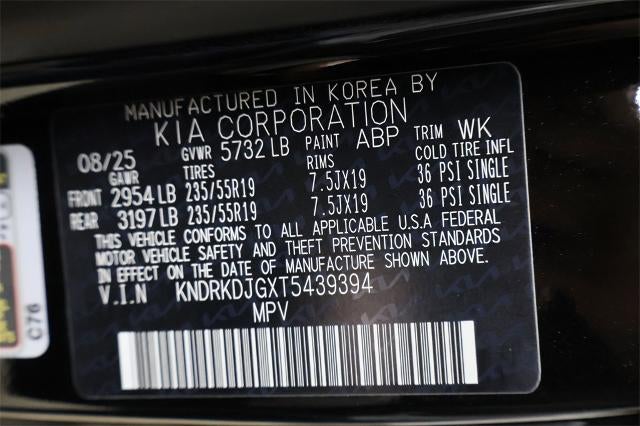 MANUFACTURED IN KOREA BY
KIA CORPORATION
08/25 GVWR 5732 LB PAINT ABP TRIM WK
GAWR TIRES RIMS COLD TIRE INFL
FRONT 2954 LB 235/55R19 7.5JX19 36 PSI SINGLE
REAR 3197 LB 235/55R19 7.5JX19 36 PSI SINGLE
THIS VEHICLE CONFORMS TO ALL APPLICABLE U.S.A FEDERAL
MOTOR VEHICLE SAFETY AND THEFT PREVENTION STANDARDS
IN EFFECT ON THE DATE OF MANUFACTURE SHOWN ABOVE.
V.I.N KNDRKDJGXT5439394
MPV
C76